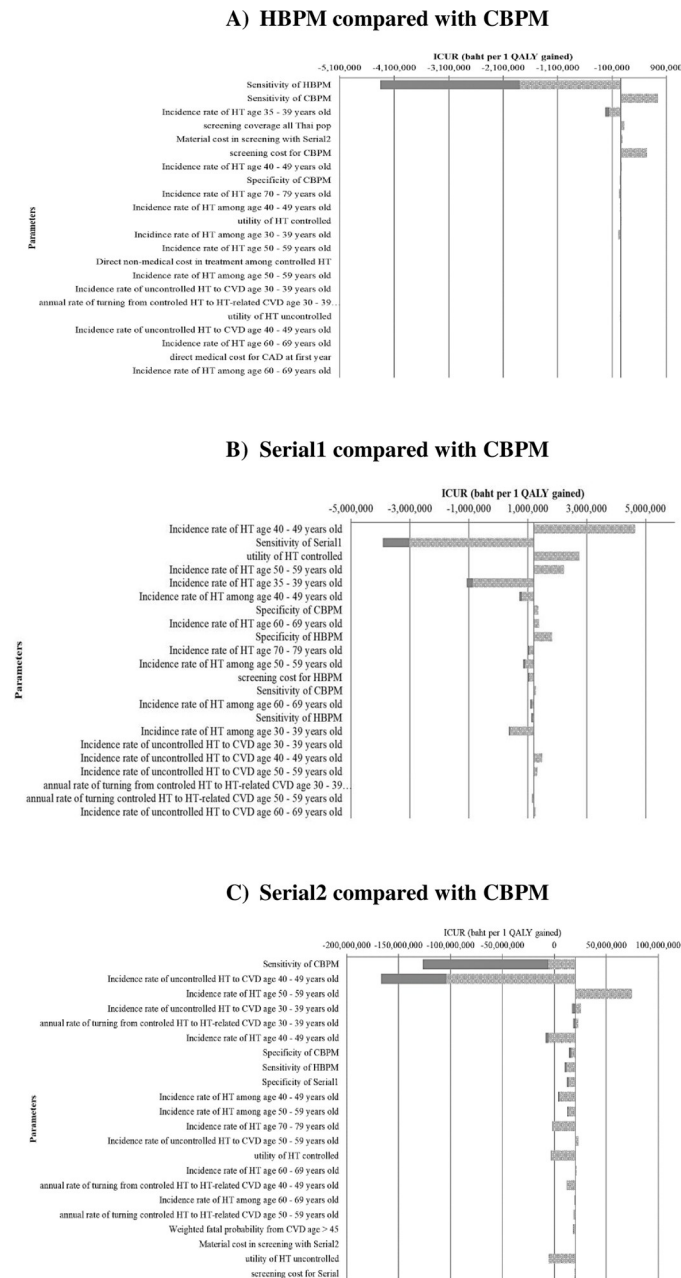 A) HBPM compared with CBPM
ICUR (baht per 1 QALY gained)
-5,100,000 -4,100,000 -3,100,000 -2,100,000 -1,100,000 -100,000 900,000
Sensitivity of HBPM
Sensitivity of CBPM
Incidence rate of HT age 35 - 39 years old
screening coverage all Thai pop
Material cost in screening with Serial2
screening cost for CBPM
Incidence rate of HT age 40 - 49 years old
Specificity of CBPM
Incidence rate of HT age 70 - 79 years old
Incidence rate of HT among age 40 - 49 years old
utility of HT controlled
Incidince rate of HT among age 30 - 39 years old
Incidence rate of HT age 50 - 59 years old
Direct non-medical cost in treatment among controlled HT
Incidence rate of HT among age 50 - 59 years old
Incidence rate of uncontrolled HT to CVD age 30 - 39 years old
annual rate of turning from controled HT to HT-related CVD age 30 - 39…
utility of HT uncontrolled
Incidence rate of uncontrolled HT to CVD age 40 - 49 years old
Incidence rate of HT age 60 - 69 years old
direct medical cost for CAD at first year
Incidence rate of HT among age 60 - 69 years old
Parameters
B) Serial1 compared with CBPM
ICUR (baht per 1 QALY gained)
-5,000,000 -3,000,000 -1,000,000 1,000,000 3,000,000 5,000,000
Incidence rate of HT age 40 - 49 years old
Sensitivity of Serial1
utility of HT controlled
Incidence rate of HT age 50 - 59 years old
Incidence rate of HT age 35 - 39 years old
Incidence rate of HT among age 40 - 49 years old
Specificity of CBPM
Incidence rate of HT age 60 - 69 years old
Specificity of HBPM
Incidence rate of HT age 70 - 79 years old
Incidence rate of HT among age 50 - 59 years old
screening cost for HBPM
Sensitivity of CBPM
Incidence rate of HT among age 60 - 69 years old
Sensitivity of HBPM
Incidince rate of HT among age 30 - 39 years old
Incidence rate of uncontrolled HT to CVD age 30 - 39 years old
Incidence rate of uncontrolled HT to CVD age 40 - 49 years old
Incidence rate of uncontrolled HT to CVD age 50 - 59 years old
annual rate of turning from controled HT to HT-related CVD age 30 - 39…
annual rate of turning controled HT to HT-related CVD age 50 - 59 years old
Incidence rate of uncontrolled HT to CVD age 60 - 69 years old
Parameters
C) Serial2 compared with CBPM
ICUR (baht per 1 QALY gained)
-200,000,000 -150,000,000 -100,000,000 -50,000,000 0 50,000,000 100,000,000
Sensitivity of CBPM
Incidence rate of uncontrolled HT to CVD age 40 - 49 years old
Incidence rate of HT age 50 - 59 years old
Incidence rate of uncontrolled HT to CVD age 30 - 39 years old
annual rate of turning from controled HT to HT-related CVD age 30 - 39 years old
Incidence rate of HT age 40 - 49 years old
Specificity of CBPM
Sensitivity of HBPM
Specificity of Serial1
Incidence rate of HT among age 40 - 49 years old
Incidence rate of HT among age 50 - 59 years old
Incidence rate of HT age 70 - 79 years old
Incidence rate of uncontrolled HT to CVD age 50 - 59 years old
utility of HT controlled
Incidence rate of HT age 60 - 69 years old
annual rate of turning from controled HT to HT-related CVD age 40 - 49 years old
Incidence rate of HT among age 60 - 69 years old
annual rate of turning controled HT to HT-related CVD age 50 - 59 years old
Weighted fatal probability from CVD age > 45
Material cost in screening with Serial2
utility of HT uncontrolled
screening cost for Serial
Parameters